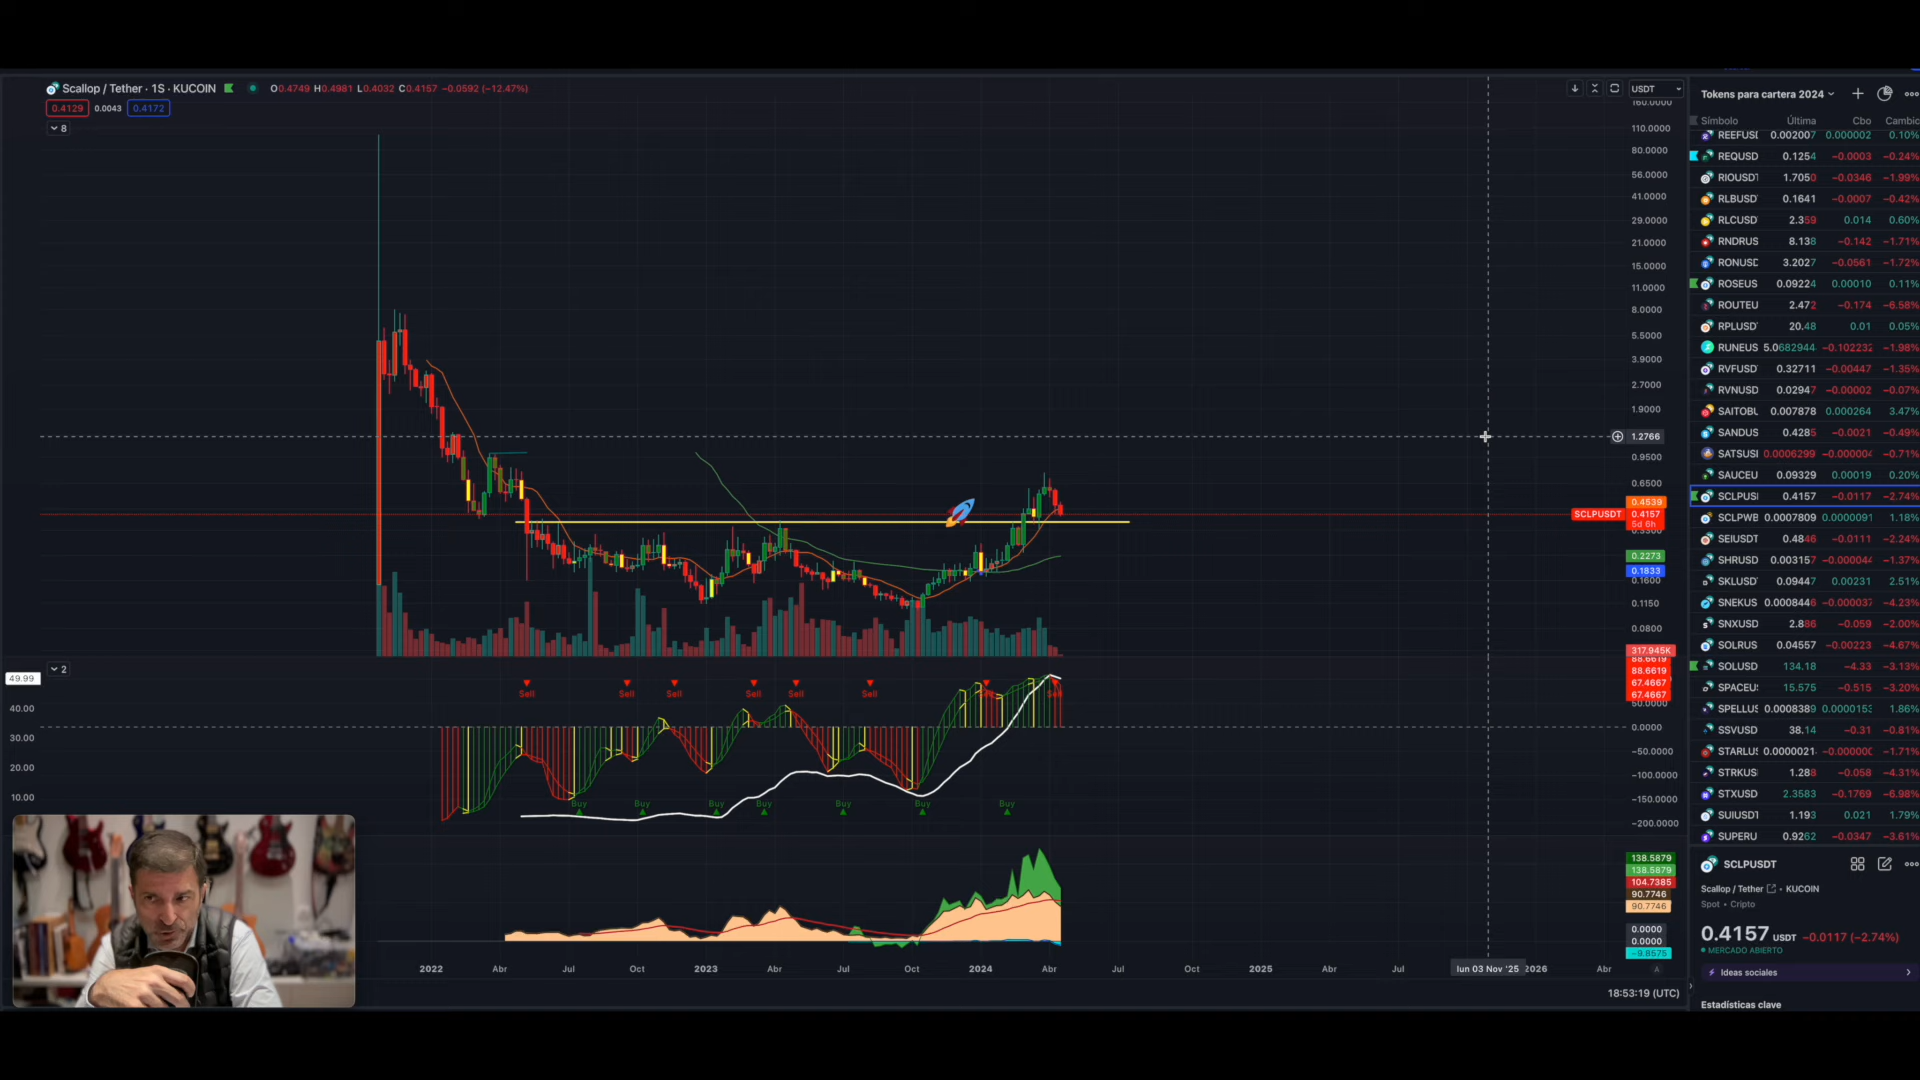 Scallop / Tether · 1S · KUCOIN O0.4749 H0.4981 L0.4032 C0.4157 −0.0592 (−12.47%)
0.4129 0.0043 0.4172
8
USDT
160.0000
110.0000
80.0000
56.0000
41.0000
29.0000
21.0000
15.0000
11.0000
8.0000
5.5000
3.9000
2.7000
1.9000
1.2766
0.9500
0.6500
0.4539
SCLPUSDT 0.4157
5d 6h
0.2273
0.1833
0.1600
0.1150
0.0800
317.945K
88.6619
88.6619
67.4667
67.4667
50.0000
0.0000
−50.0000
−100.0000
−150.0000
−200.0000
2
49.99
40.00
30.00
20.00
10.00
Sell Sell Sell Sell Sell Sell Sell
Buy Buy Buy Buy Buy Buy Buy
138.5879
138.5879
104.7385
90.7746
90.7746
0.0000
0.0000
−9.8575
2022 Abr Jul Oct 2023 Abr Jul Oct 2024 Abr Jul Oct 2025 Abr Jul lun 03 Nov '25 2026 Abr A
18:53:19 (UTC)
Tokens para cartera 2024
Símbolo Última Cbo Cambio
REEFUSI 0.002007 0.000002 0.10%
REQUSD 0.1254 −0.0003 −0.24%
RIOUSDT 1.7050 −0.0346 −1.99%
RLBUSD 0.1641 −0.0007 −0.42%
RLCUSD 2.359 0.014 0.60%
RNDRUS 8.138 −0.142 −1.71%
RONUSD 3.2027 −0.0561 −1.72%
ROSEUS 0.09224 0.00010 0.11%
ROUTEU 2.472 −0.174 −6.58%
RPLUSD 20.48 0.01 0.05%
RUNEUS 5.0682944 −0.102232 −1.98%
RVFUSD 0.32711 −0.00447 −1.35%
RVNUSD 0.02947 −0.00002 −0.07%
SAITOBU 0.007878 0.000264 3.47%
SANDUS 0.4285 −0.0021 −0.49%
SATSUSI 0.0006299 −0.000004 −0.71%
SAUCEU 0.09329 0.00019 0.20%
SCLPUS 0.4157 −0.0117 −2.74%
SCLPWB 0.0007809 0.0000091 1.18%
SEIUSDT 0.4846 −0.0111 −2.24%
SHRUSD 0.003157 −0.000044 −1.37%
SKLUSD 0.09447 0.00231 2.51%
SNEKUS 0.0008446 −0.000037 −4.23%
SNXUSD 2.886 −0.059 −2.00%
SOLRUS 0.04557 −0.00223 −4.67%
SOLUSD 134.18 −4.33 −3.13%
SPACEU 15.575 −0.515 −3.20%
SPELLUS 0.0008389 0.0000153 1.86%
SSVUSD 38.14 −0.31 −0.81%
STARLUS 0.0000021 −0.000000 −1.71%
STRKUS 1.288 −0.058 −4.31%
STXUSD 2.3583 −0.1769 −6.98%
SUIUSDT 1.193 0.021 1.79%
SUPERU 0.9262 −0.0347 −3.61%
SCLPUSDT
Scallop / Tether • KUCOIN
Spot • Cripto
0.4157 USDT −0.0117 (−2.74%)
MERCADO ABIERTO
Ideas sociales
Estadísticas clave